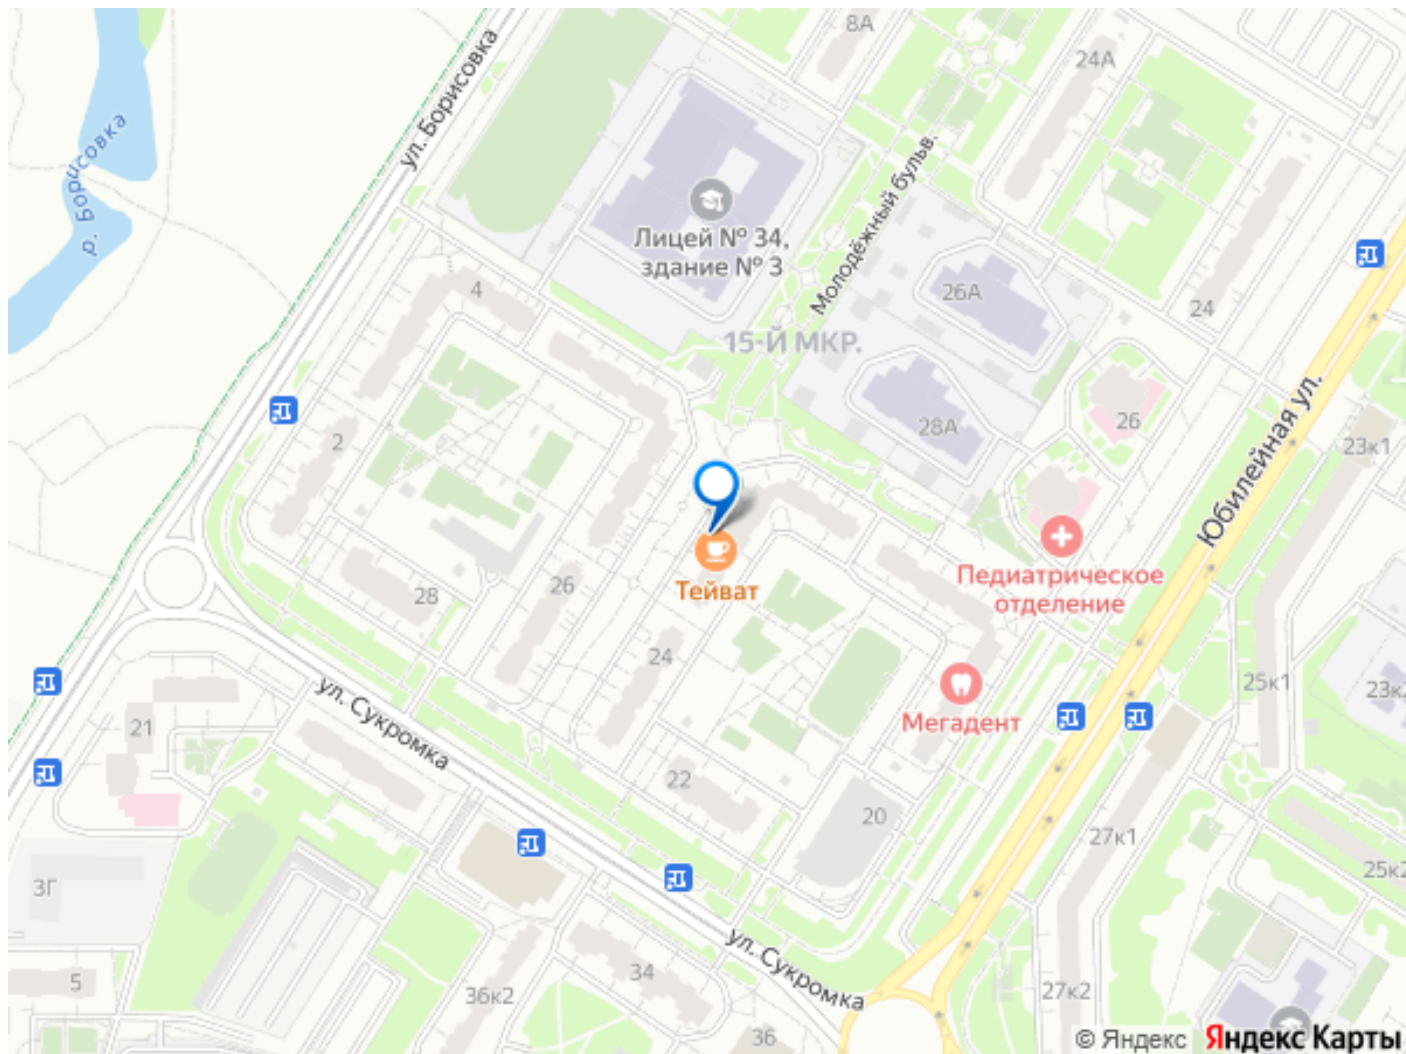 8А
24А
ул. Борисовка
р. Борисовка
Молодёжный бульв.
Лицей № 34,
здание № 3
26А
4
24
15-Й МКР.
Юбилейная ул.
2
28А
26
23к1
Педиатрическое
отделение
Тейват
28
26
24
25к1
23к2
ул. Сукромка
21
Мегадент
22
20
27к1
25к2
3Г
ул. Сукромка
5
36к2
34
36
27к2
© Яндекс Яндекс Карты